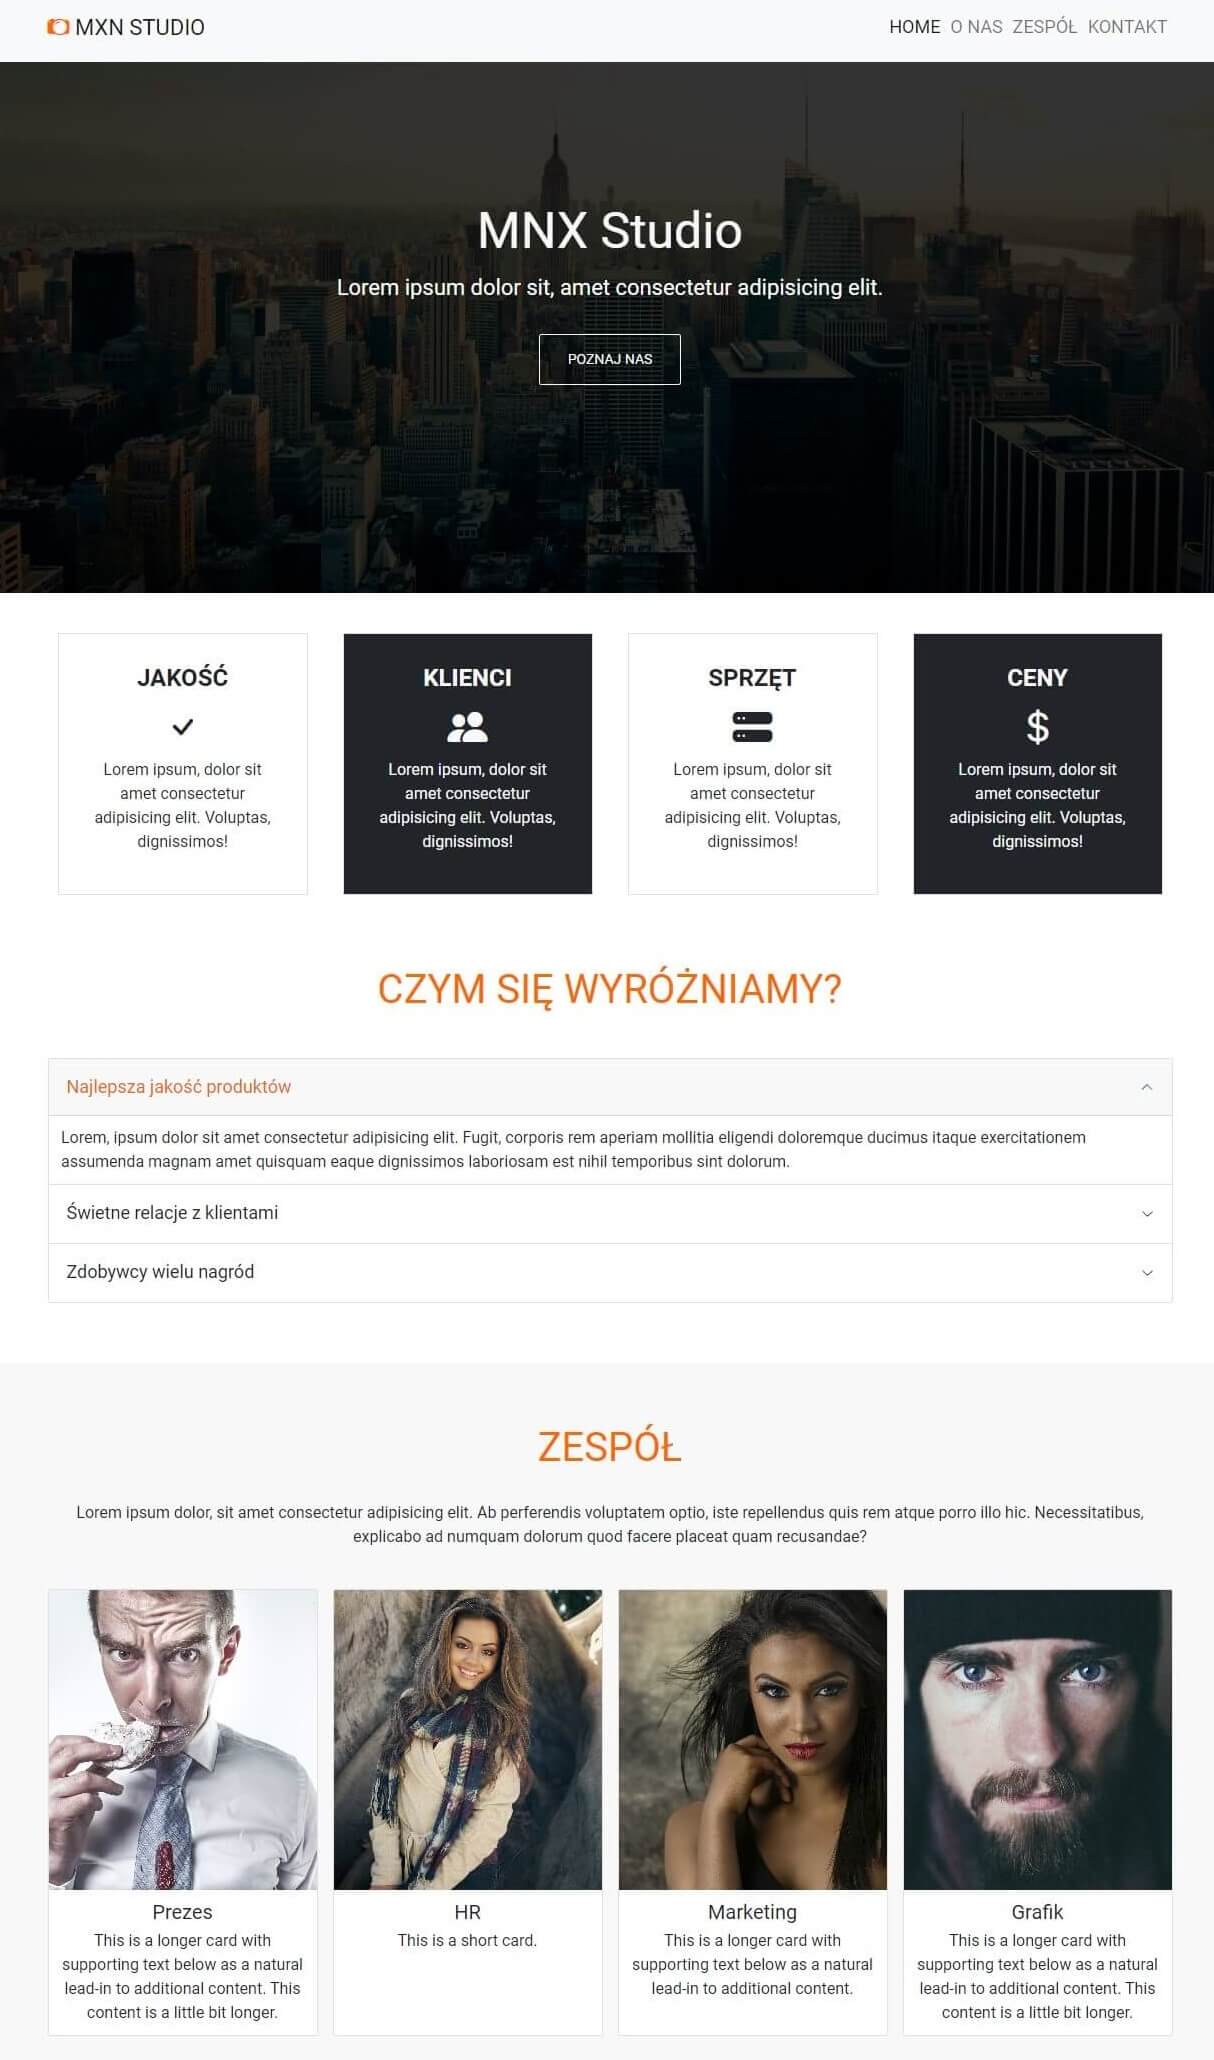 MXN STUDIO
HOME O NAS ZESPÓŁ KONTAKT
MNX Studio
Lorem ipsum dolor sit, amet consectetur adipisicing elit.
POZNAJ NAS
JAKOŚĆ
Lorem ipsum, dolor sit
amet consectetur
adipisicing elit. Voluptas,
dignissimos!
KLIENCI
Lorem ipsum, dolor sit
amet consectetur
adipisicing elit. Voluptas,
dignissimos!
SPRZĘT
Lorem ipsum, dolor sit
amet consectetur
adipisicing elit. Voluptas,
dignissimos!
CENY
$
Lorem ipsum, dolor sit
amet consectetur
adipisicing elit. Voluptas,
dignissimos!
CZYM SIĘ WYRÓŻNIAMY?
Najlepsza jakość produktów
Lorem, ipsum dolor sit amet consectetur adipisicing elit. Fugit, corporis rem aperiam mollitia eligendi doloremque ducimus itaque exercitationem
assumenda magnam amet quisquam eaque dignissimos laboriosam est nihil temporibus sint dolorum.
Świetne relacje z klientami
Zdobywcy wielu nagród
ZESPÓŁ
Lorem ipsum dolor, sit amet consectetur adipisicing elit. Ab perferendis voluptatem optio, iste repellendus quis rem atque porro illo hic. Necessitatibus,
explicabo ad numquam dolorum quod facere placeat quam recusandae?
Prezes
This is a longer card with
supporting text below as a natural
lead-in to additional content. This
content is a little bit longer.
HR
This is a short card.
Marketing
This is a longer card with
supporting text below as a natural
lead-in to additional content.
Grafik
This is a longer card with
supporting text below as a natural
lead-in to additional content. This
content is a little bit longer.